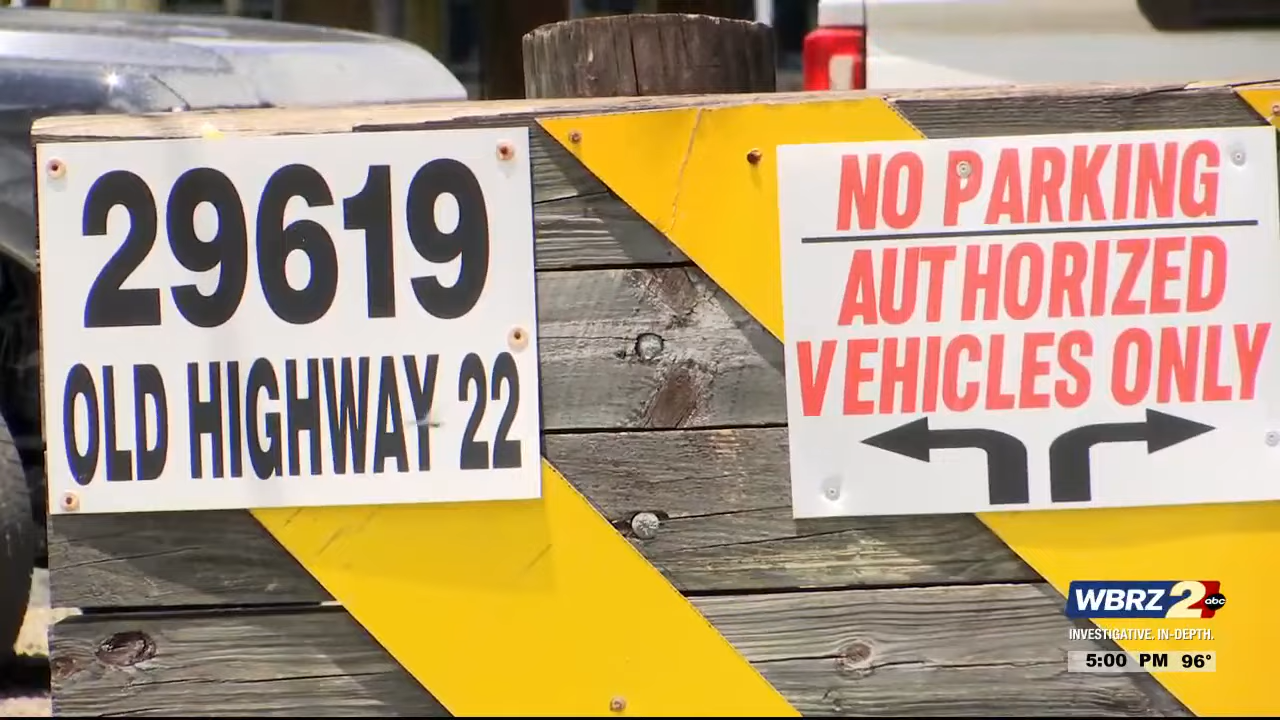 29619
OLD HIGHWAY 22
NO PARKING
AUTHORIZED
VEHICLES ONLY
WBRZ 2 abc
INVESTIGATIVE. IN-DEPTH.
5:00 PM 96°